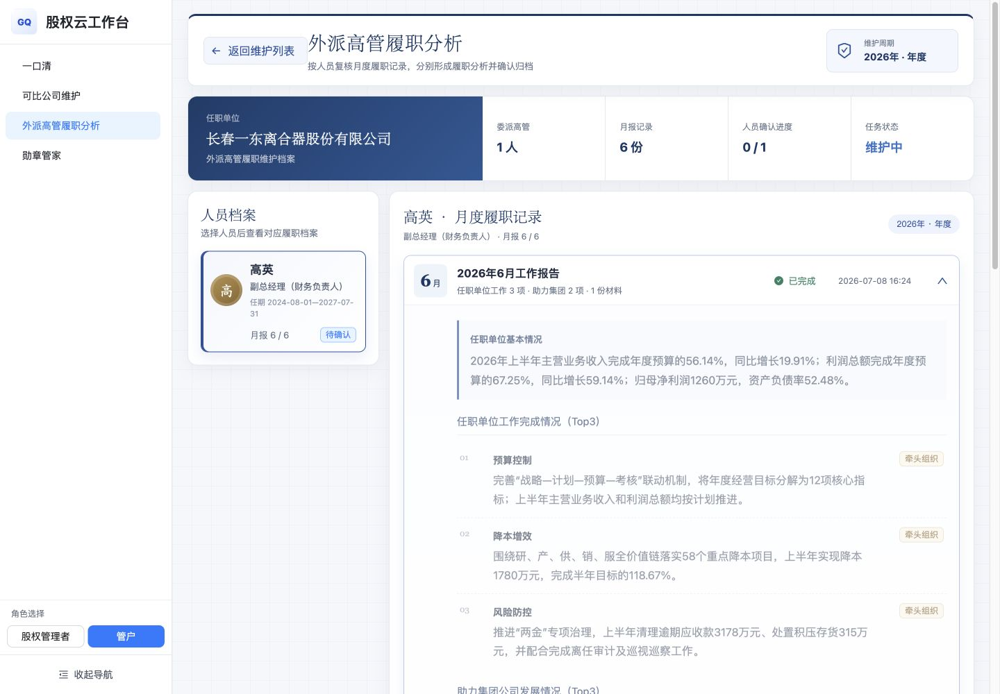 GQ 股权云工作台
一口清
可比公司维护
外派高管履职分析
勋章管家
角色选择
股权管理者 管户
收起导航
← 返回维护列表
外派高管履职分析
按人员复核月度履职记录，分别形成履职分析并确认归档
维护周期
2026年 · 年度
任职单位
长春一东离合器股份有限公司
外派高管履职维护档案
委派高管
1 人
月报记录
6 份
人员确认进度
0 / 1
任务状态
维护中
人员档案
选择人员后查看对应履职档案
高
高英
副总经理（财务负责人）
任期 2024-08-01—2027-07-
31
月报 6 / 6 待确认
高英 · 月度履职记录
副总经理（财务负责人） · 月报 6 / 6
2026年 · 年度
6 月
2026年6月工作报告
任职单位工作 3 项 · 助力集团 2 项 · 1 份材料
已完成 2026-07-08 16:24
任职单位基本情况
2026年上半年主营业务收入完成年度预算的56.14%，同比增长19.91%；利润总额完成年度预
算的67.25%，同比增长59.14%；归母净利润1260万元，资产负债率52.48%。
任职单位工作完成情况（Top3）
01 预算控制 牵头组织
完善“战略—计划—预算—考核”联动机制，将年度经营目标分解为12项核心指
标；上半年主营业务收入和利润总额均按计划推进。
02 降本增效 牵头组织
围绕研、产、供、销、服全价值链落实58个重点降本项目，上半年实现降本
1780万元，完成半年目标的118.67%。
03 风险防控 牵头组织
推进“两金”专项治理，上半年清理逾期应收款3178万元、处置积压存货315万
元，并配合完成离任审计及巡视巡察工作。
助力集团公司发展情况（Top3）